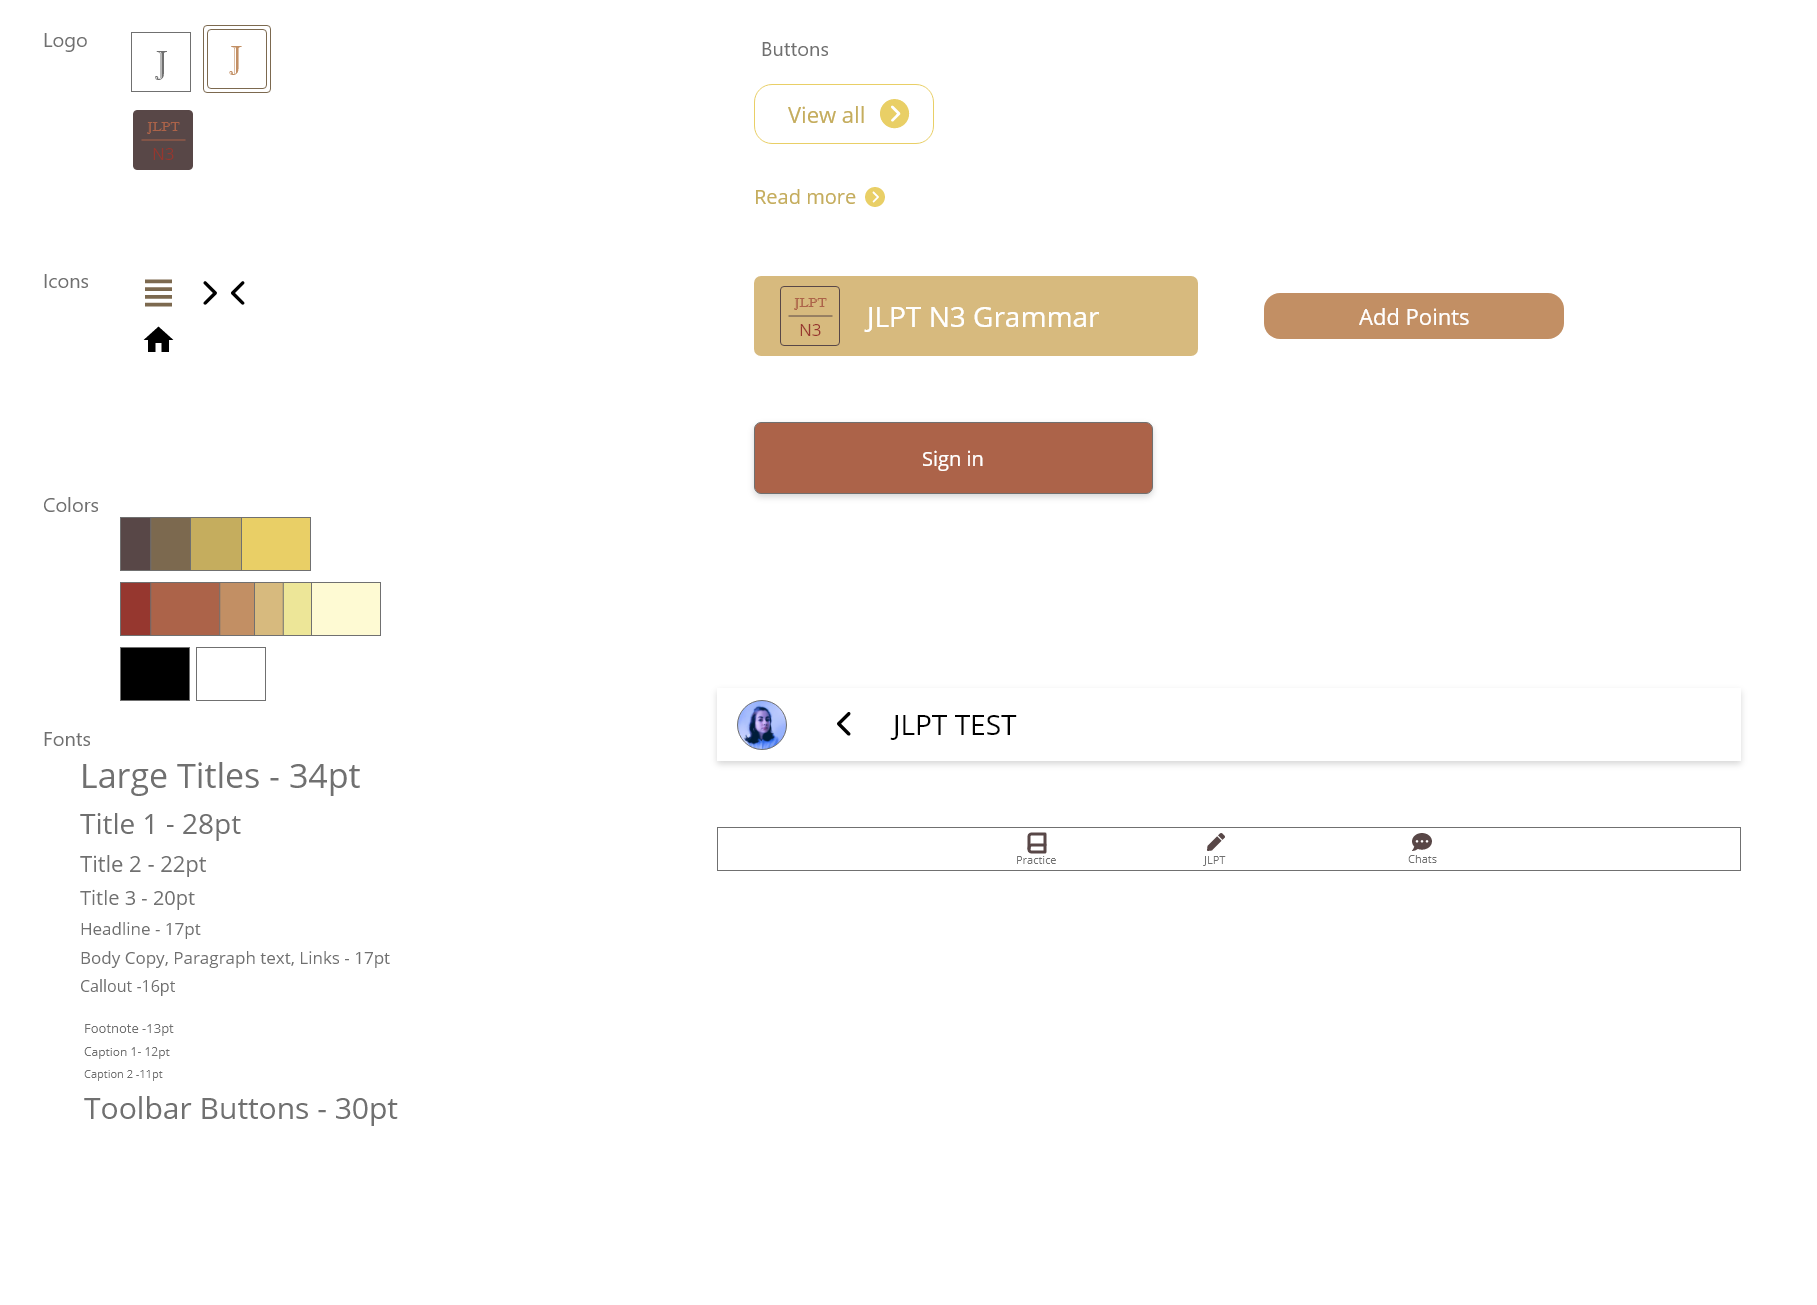 Logo
J
J
JLPT
N3
Icons
Colors
Fonts
Large Titles - 34pt
Title 1 - 28pt
Title 2 - 22pt
Title 3 - 20pt
Headline - 17pt
Body Copy, Paragraph text, Links - 17pt
Callout -16pt
Footnote -13pt
Caption 1- 12pt
Caption 2 -11pt
Toolbar Buttons - 30pt
Buttons
View all
Read more
JLPT
N3
JLPT N3 Grammar
Add Points
Sign in
JLPT TEST
Practice
JLPT
Chats